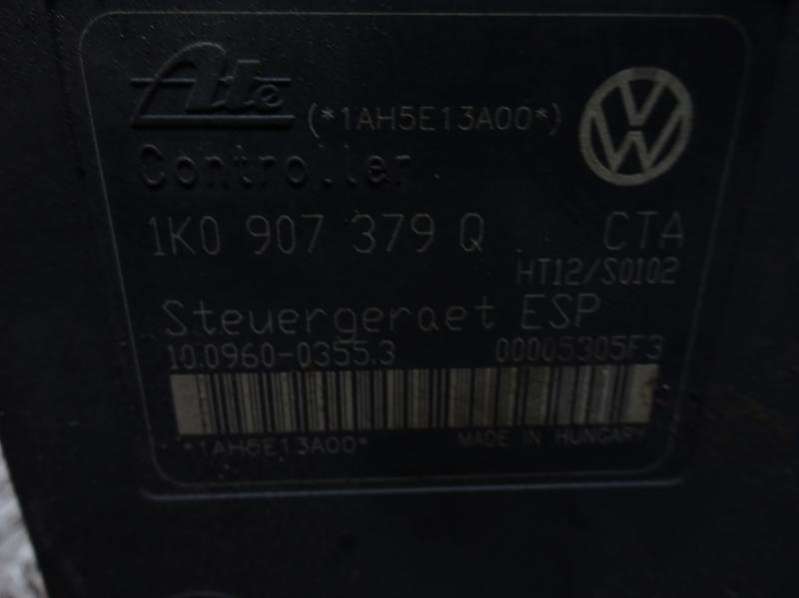 Ate (*1AH5E13A00*) VW
Controller
1K0 907 379 Q CTA
HT12/S0102
Steuergeraet ESP
10.0960-0355.3 00005305F3
*1AH5E13A00* MADE IN HUNGARY